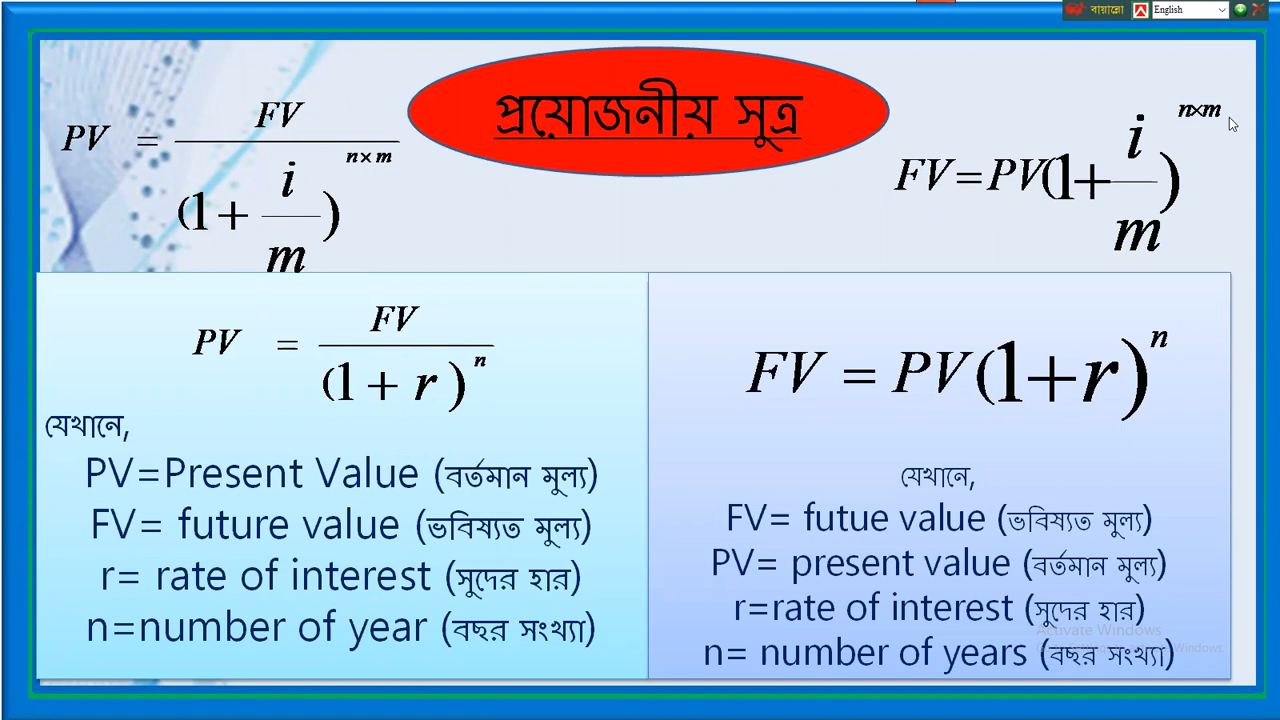 বায়ান্নো English
প্রয়োজনীয় সুত্র
PV = FV / (1 + i/m)^{n×m}
FV = PV(1 + i/m)^{n×m}
PV = FV / (1 + r)^n
যেখানে,
PV=Present Value (বর্তমান মুল্য)
FV= future value (ভবিষ্যত মুল্য)
r= rate of interest (সুদের হার)
n=number of year (বছর সংখ্যা)
FV = PV(1+r)^n
যেখানে,
FV= futue value (ভবিষ্যত মুল্য)
PV= present value (বর্তমান মুল্য)
r=rate of interest (সুদের হার)
Activate Windows
n= number of years (বছর সংখ্যা)